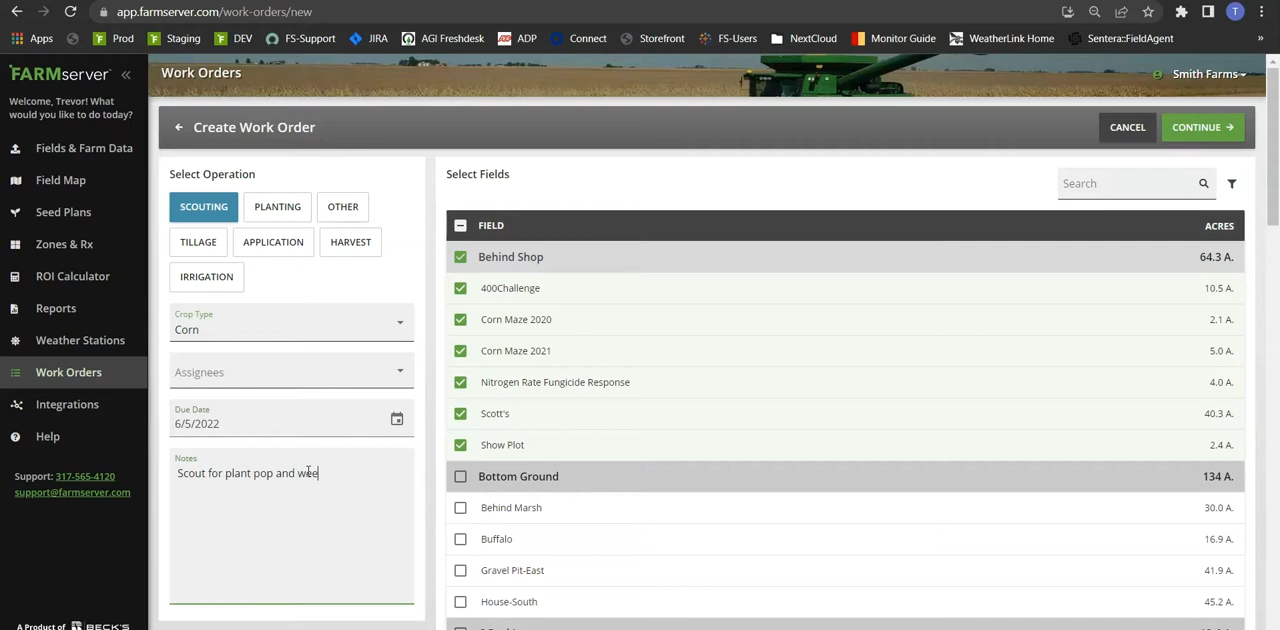 app.farmserver.com/work-orders/new
T
Apps
Prod
Staging
DEV
FS-Support
JIRA
AGI Freshdesk
ADP
Connect
Storefront
FS-Users
NextCloud
Monitor Guide
WeatherLink Home
Sentera::FieldAgent
»
FARMserver «
Welcome, Trevor! What
would you like to do today?
Fields & Farm Data
Field Map
Seed Plans
Zones & Rx
ROI Calculator
Reports
Weather Stations
Work Orders
Integrations
Help
Support: 317-565-4120
support@farmserver.com
A Product of BECK'S
Work Orders
Smith Farms
Create Work Order
CANCEL
CONTINUE
Select Operation
SCOUTING
PLANTING
OTHER
TILLAGE
APPLICATION
HARVEST
IRRIGATION
Crop Type
Corn
Assignees
Due Date
6/5/2022
Notes
Scout for plant pop and wee
Select Fields
Search
FIELD ACRES
Behind Shop 64.3 A.
400Challenge 10.5 A.
Corn Maze 2020 2.1 A.
Corn Maze 2021 5.0 A.
Nitrogen Rate Fungicide Response 4.0 A.
Scott's 40.3 A.
Show Plot 2.4 A.
Bottom Ground 134 A.
Behind Marsh 30.0 A.
Buffalo 16.9 A.
Gravel Pit-East 41.9 A.
House-South 45.2 A.